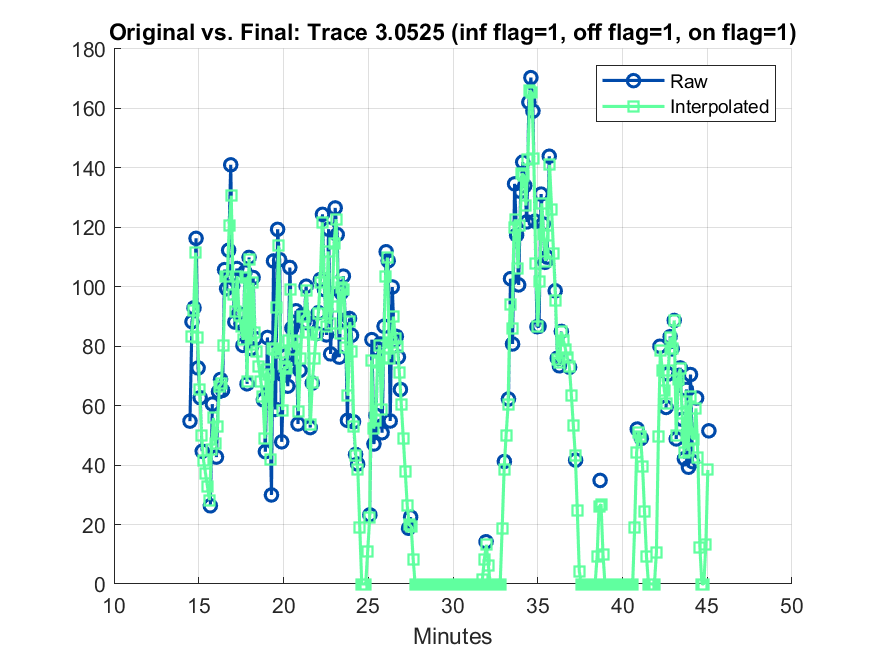 Original vs. Final: Trace 3.0525 (inf flag=1, off flag=1, on flag=1)
180
160
140
120
100
80
60
40
20
0
Raw
Interpolated
10 15 20 25 30 35 40 45 50
Minutes